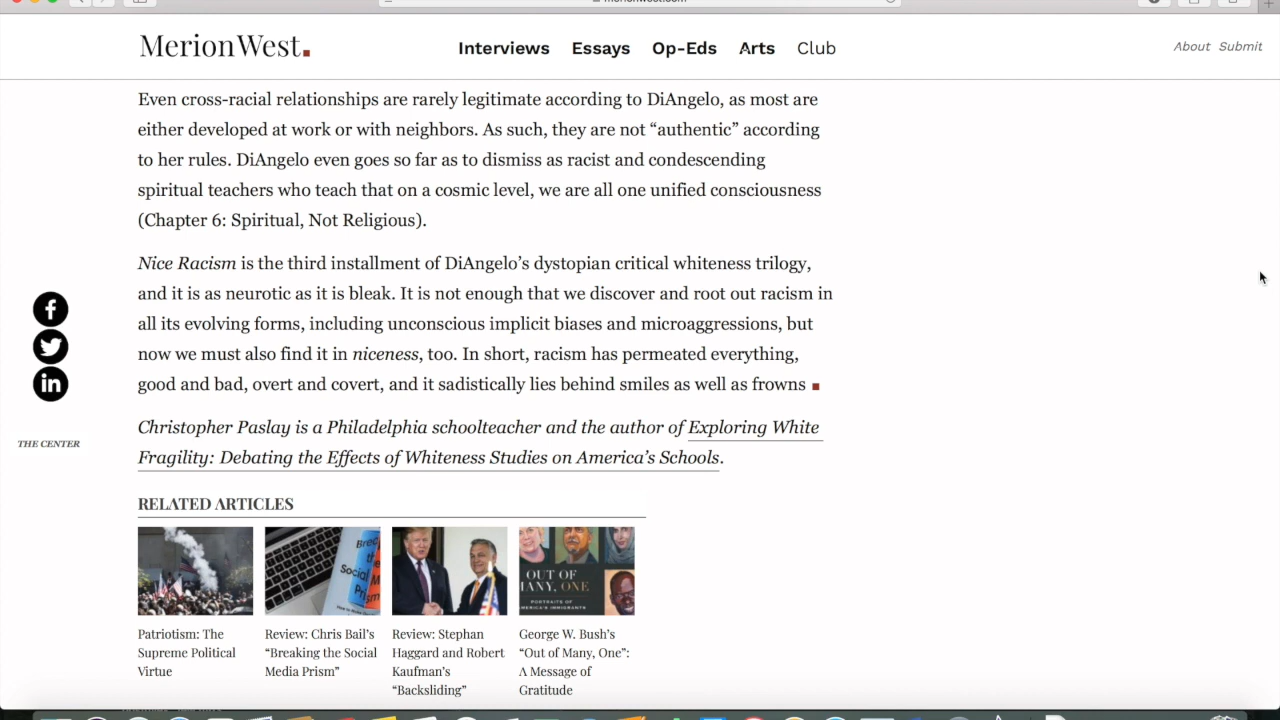 MerionWest.
Interviews Essays Op-Eds Arts Club
About Submit
Even cross-racial relationships are rarely legitimate according to DiAngelo, as most are
either developed at work or with neighbors. As such, they are not “authentic” according
to her rules. DiAngelo even goes so far as to dismiss as racist and condescending
spiritual teachers who teach that on a cosmic level, we are all one unified consciousness
(Chapter 6: Spiritual, Not Religious).
Nice Racism is the third installment of DiAngelo’s dystopian critical whiteness trilogy,
and it is as neurotic as it is bleak. It is not enough that we discover and root out racism in
all its evolving forms, including unconscious implicit biases and microaggressions, but
now we must also find it in niceness, too. In short, racism has permeated everything,
good and bad, overt and covert, and it sadistically lies behind smiles as well as frowns
THE CENTER
Christopher Paslay is a Philadelphia schoolteacher and the author of Exploring White
Fragility: Debating the Effects of Whiteness Studies on America’s Schools.
RELATED ARTICLES
OUT OF
MANY, ONE
PORTRAITS OF
AMERICA'S IMMIGRANTS
Patriotism: The
Supreme Political
Virtue
Review: Chris Bail’s
“Breaking the Social
Media Prism”
Review: Stephan
Haggard and Robert
Kaufman’s
“Backsliding”
George W. Bush’s
“Out of Many, One”:
A Message of
Gratitude